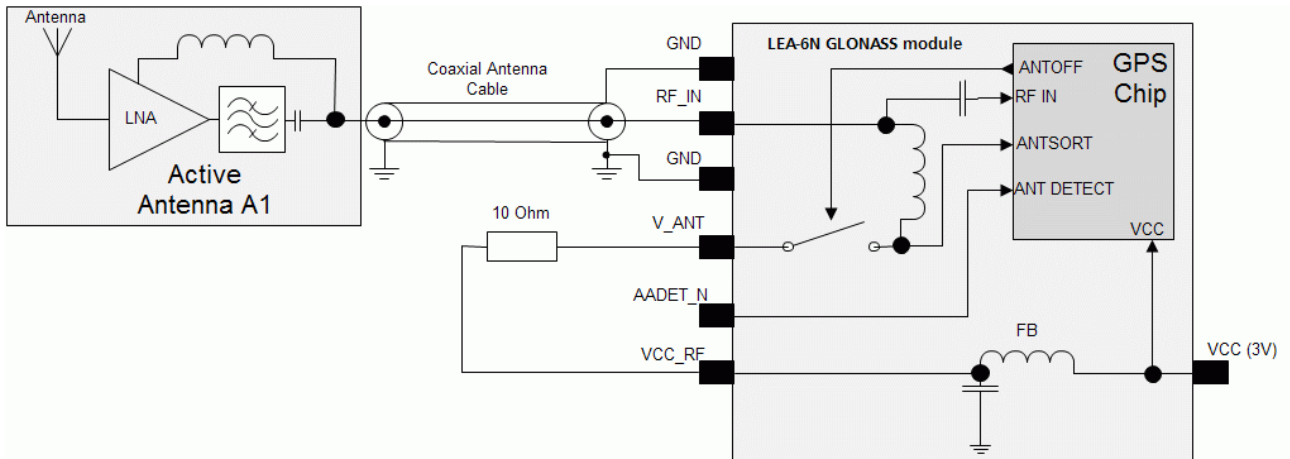 Antenna
LNA
Active
Antenna A1
Coaxial Antenna
Cable
10 Ohm
GND
RF_IN
GND
V_ANT
AADET_N
VCC_RF
LEA-6N GLONASS module
ANTOFF
GPS
Chip
RF IN
ANTSORT
ANT DETECT
VCC
FB
VCC (3V)